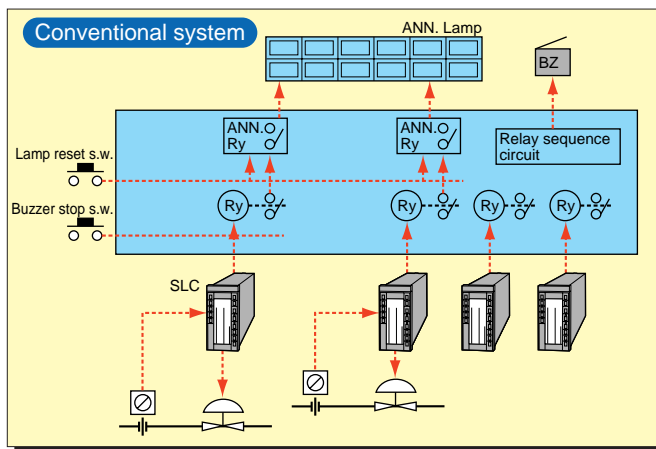 Conventional system
ANN. Lamp
BZ
ANN.
Ry
ANN.
Ry
Relay sequence
circuit
Lamp reset s.w.
Buzzer stop s.w.
Ry
Ry
Ry
Ry
SLC